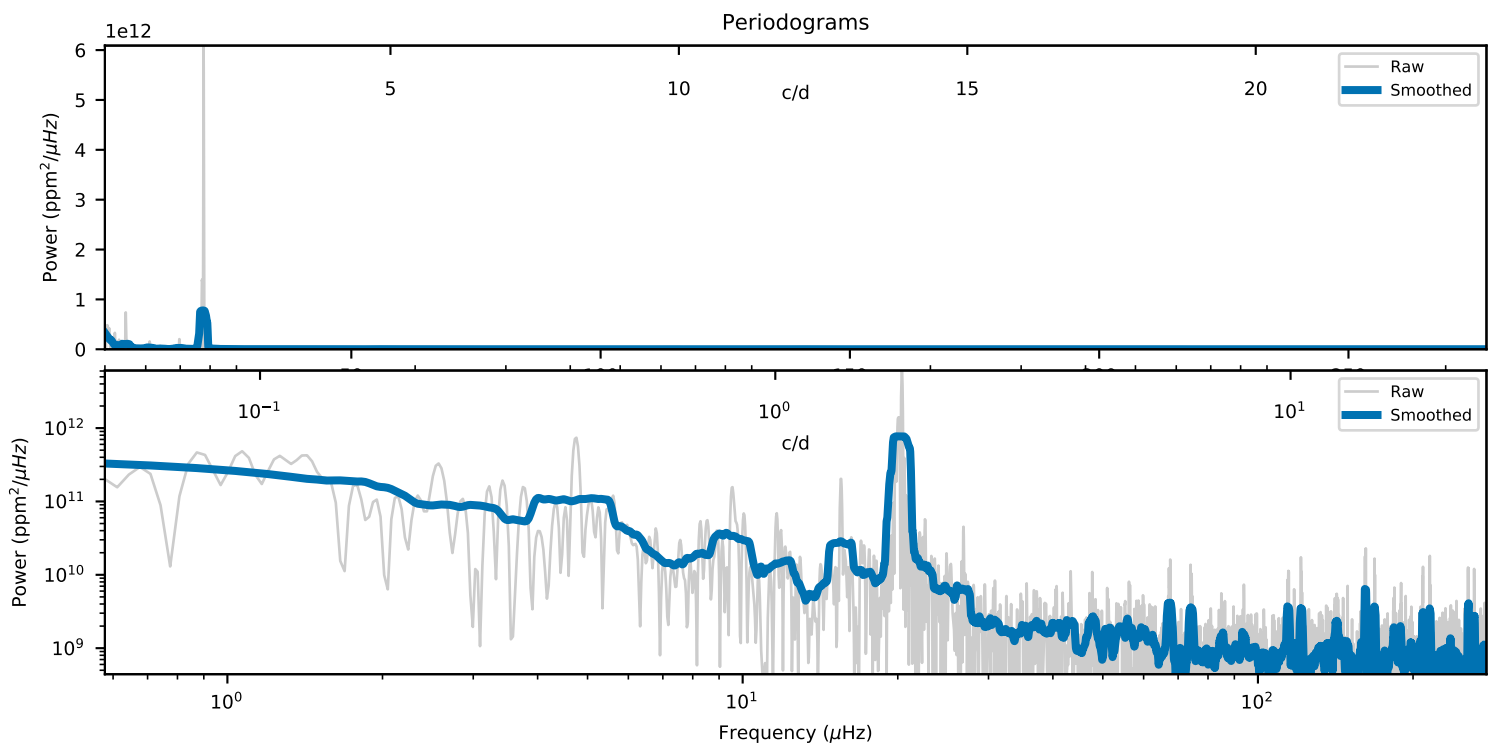 Periodograms
1e12
6
5
4
3
2
1
0
Power (ppm²/μHz)
5
10
15
20
c/d
Raw
Smoothed
10⁻¹
10⁰
10¹
c/d
Raw
Smoothed
10¹²
10¹¹
10¹⁰
10⁹
Power (ppm²/μHz)
10⁰
10¹
10²
Frequency (μHz)